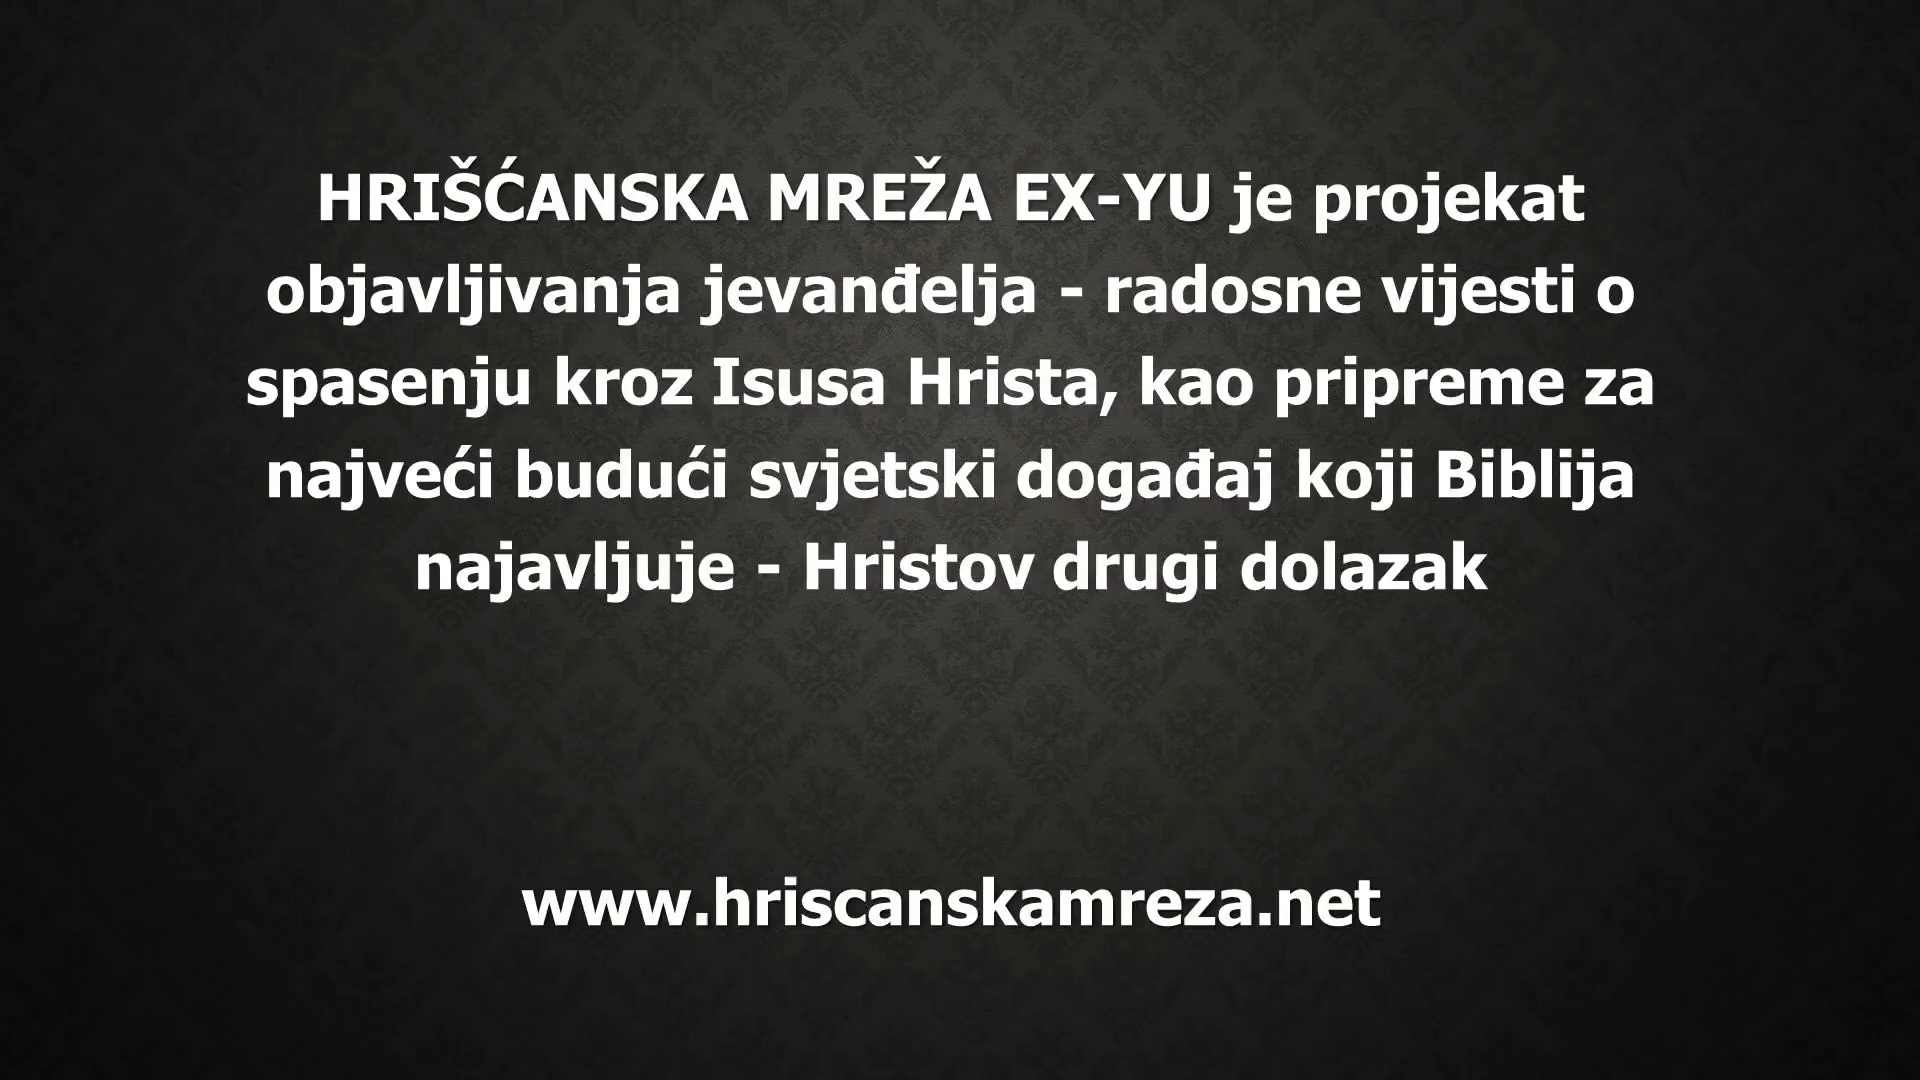 HRIŠĆANSKA MREŽA EX-YU je projekat
objavljivanja jevanđelja - radosne vijesti o
spasenju kroz Isusa Hrista, kao pripreme za
najveći budući svjetski događaj koji Biblija
najavljuje - Hristov drugi dolazak
www.hriscanskamreza.net